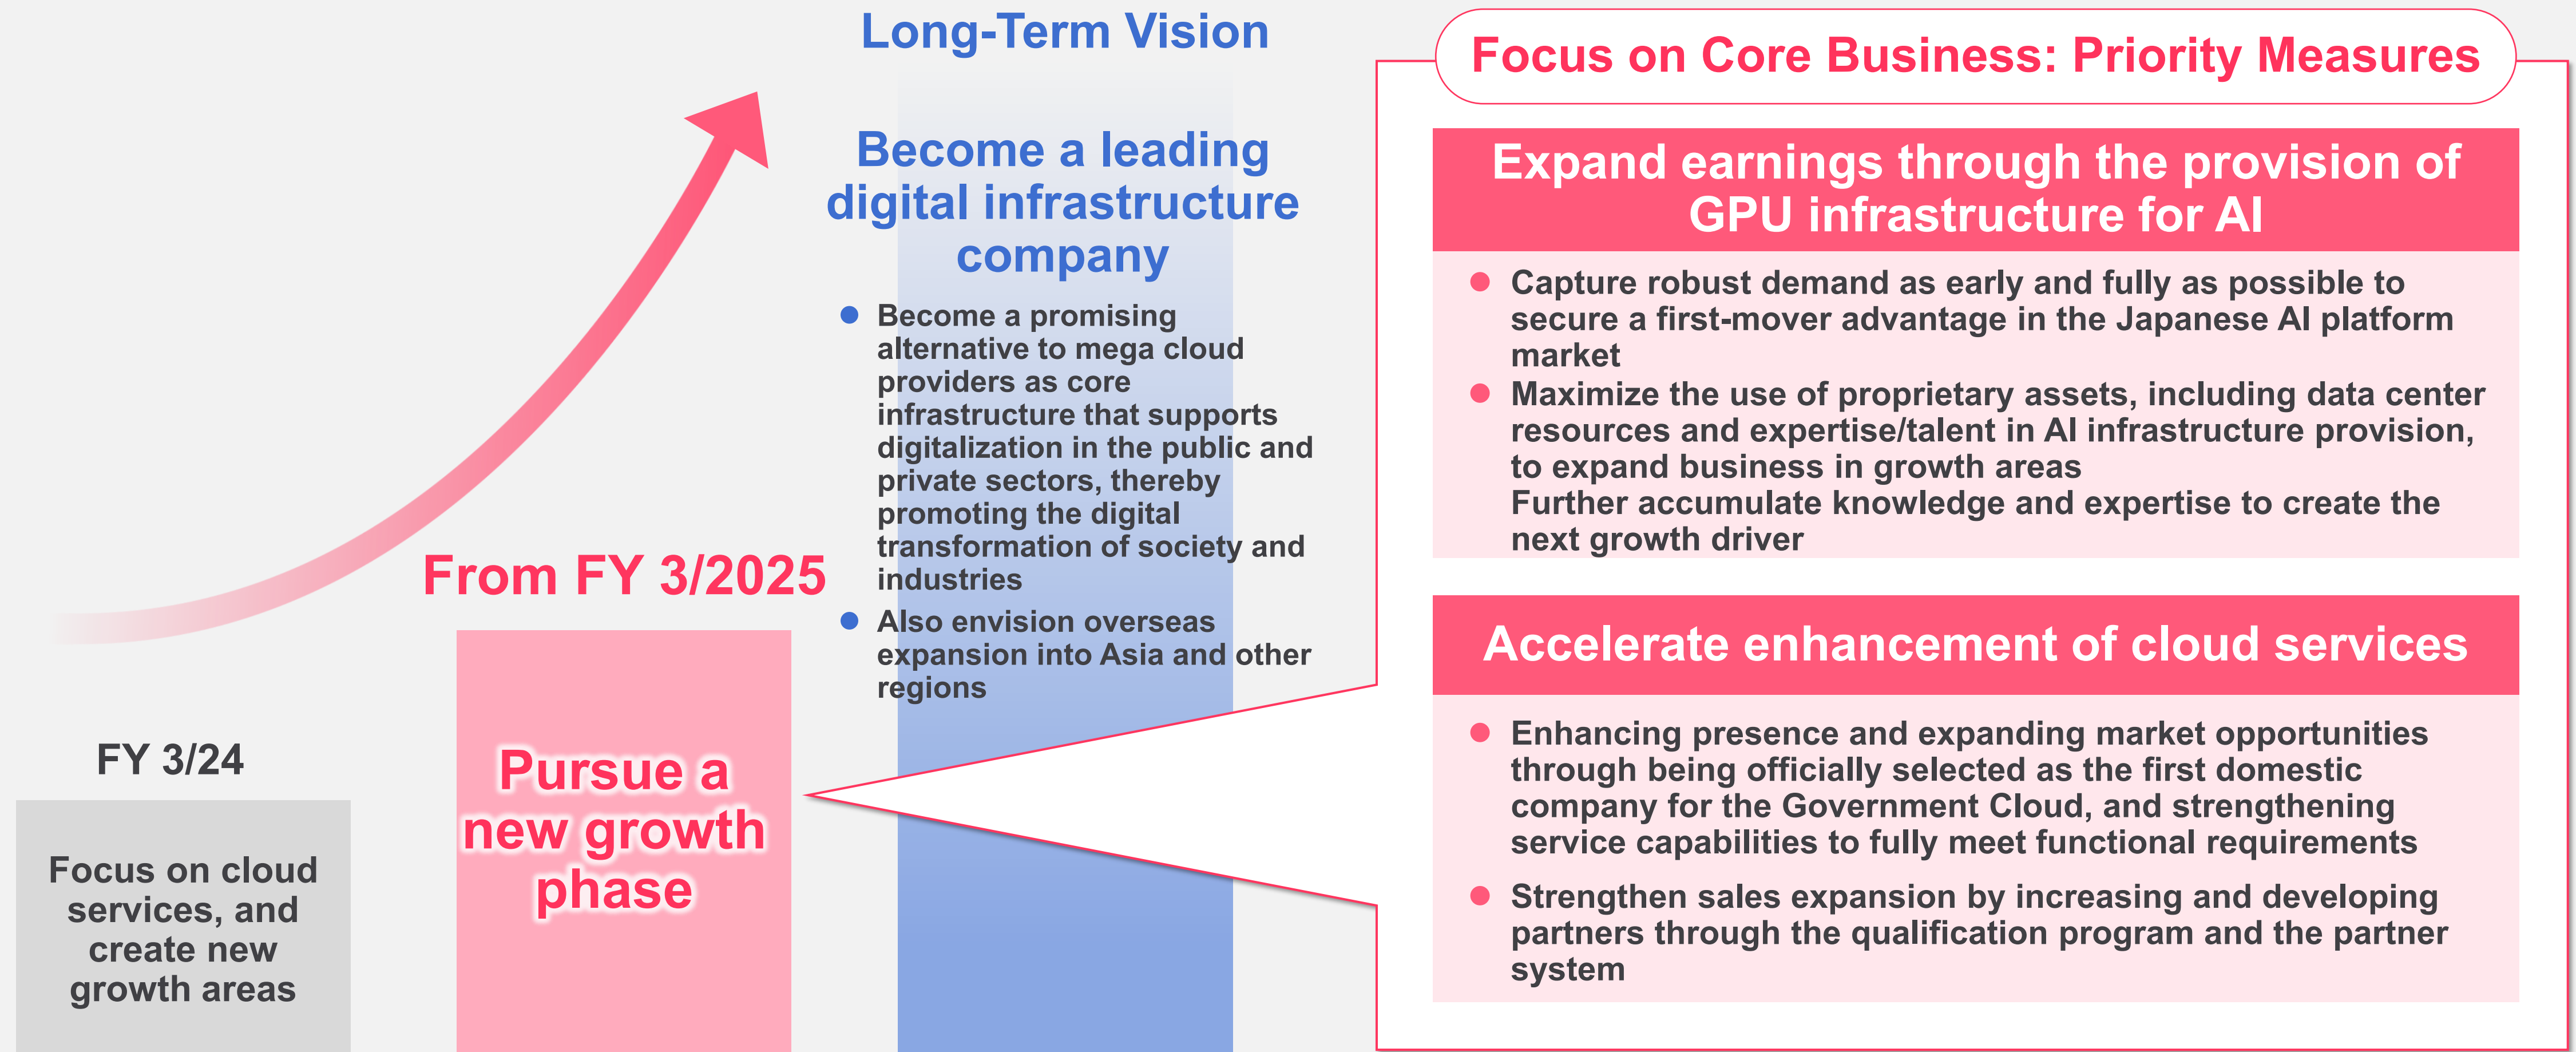 FY 3/24
Focus on cloud
services, and
create new
growth areas
From FY 3/2025
Pursue a
new growth
phase
Long-Term Vision
Become a leading
digital infrastructure
company
● Become a promising
alternative to mega cloud
providers as core
infrastructure that supports
digitalization in the public and
private sectors, thereby
promoting the digital
transformation of society and
industries
● Also envision overseas
expansion into Asia and other
regions
Focus on Core Business: Priority Measures
Expand earnings through the provision of
GPU infrastructure for AI
● Capture robust demand as early and fully as possible to
secure a first-mover advantage in the Japanese AI platform
market
● Maximize the use of proprietary assets, including data center
resources and expertise/talent in AI infrastructure provision,
to expand business in growth areas
Further accumulate knowledge and expertise to create the
next growth driver
Accelerate enhancement of cloud services
● Enhancing presence and expanding market opportunities
through being officially selected as the first domestic
company for the Government Cloud, and strengthening
service capabilities to fully meet functional requirements
● Strengthen sales expansion by increasing and developing
partners through the qualification program and the partner
system